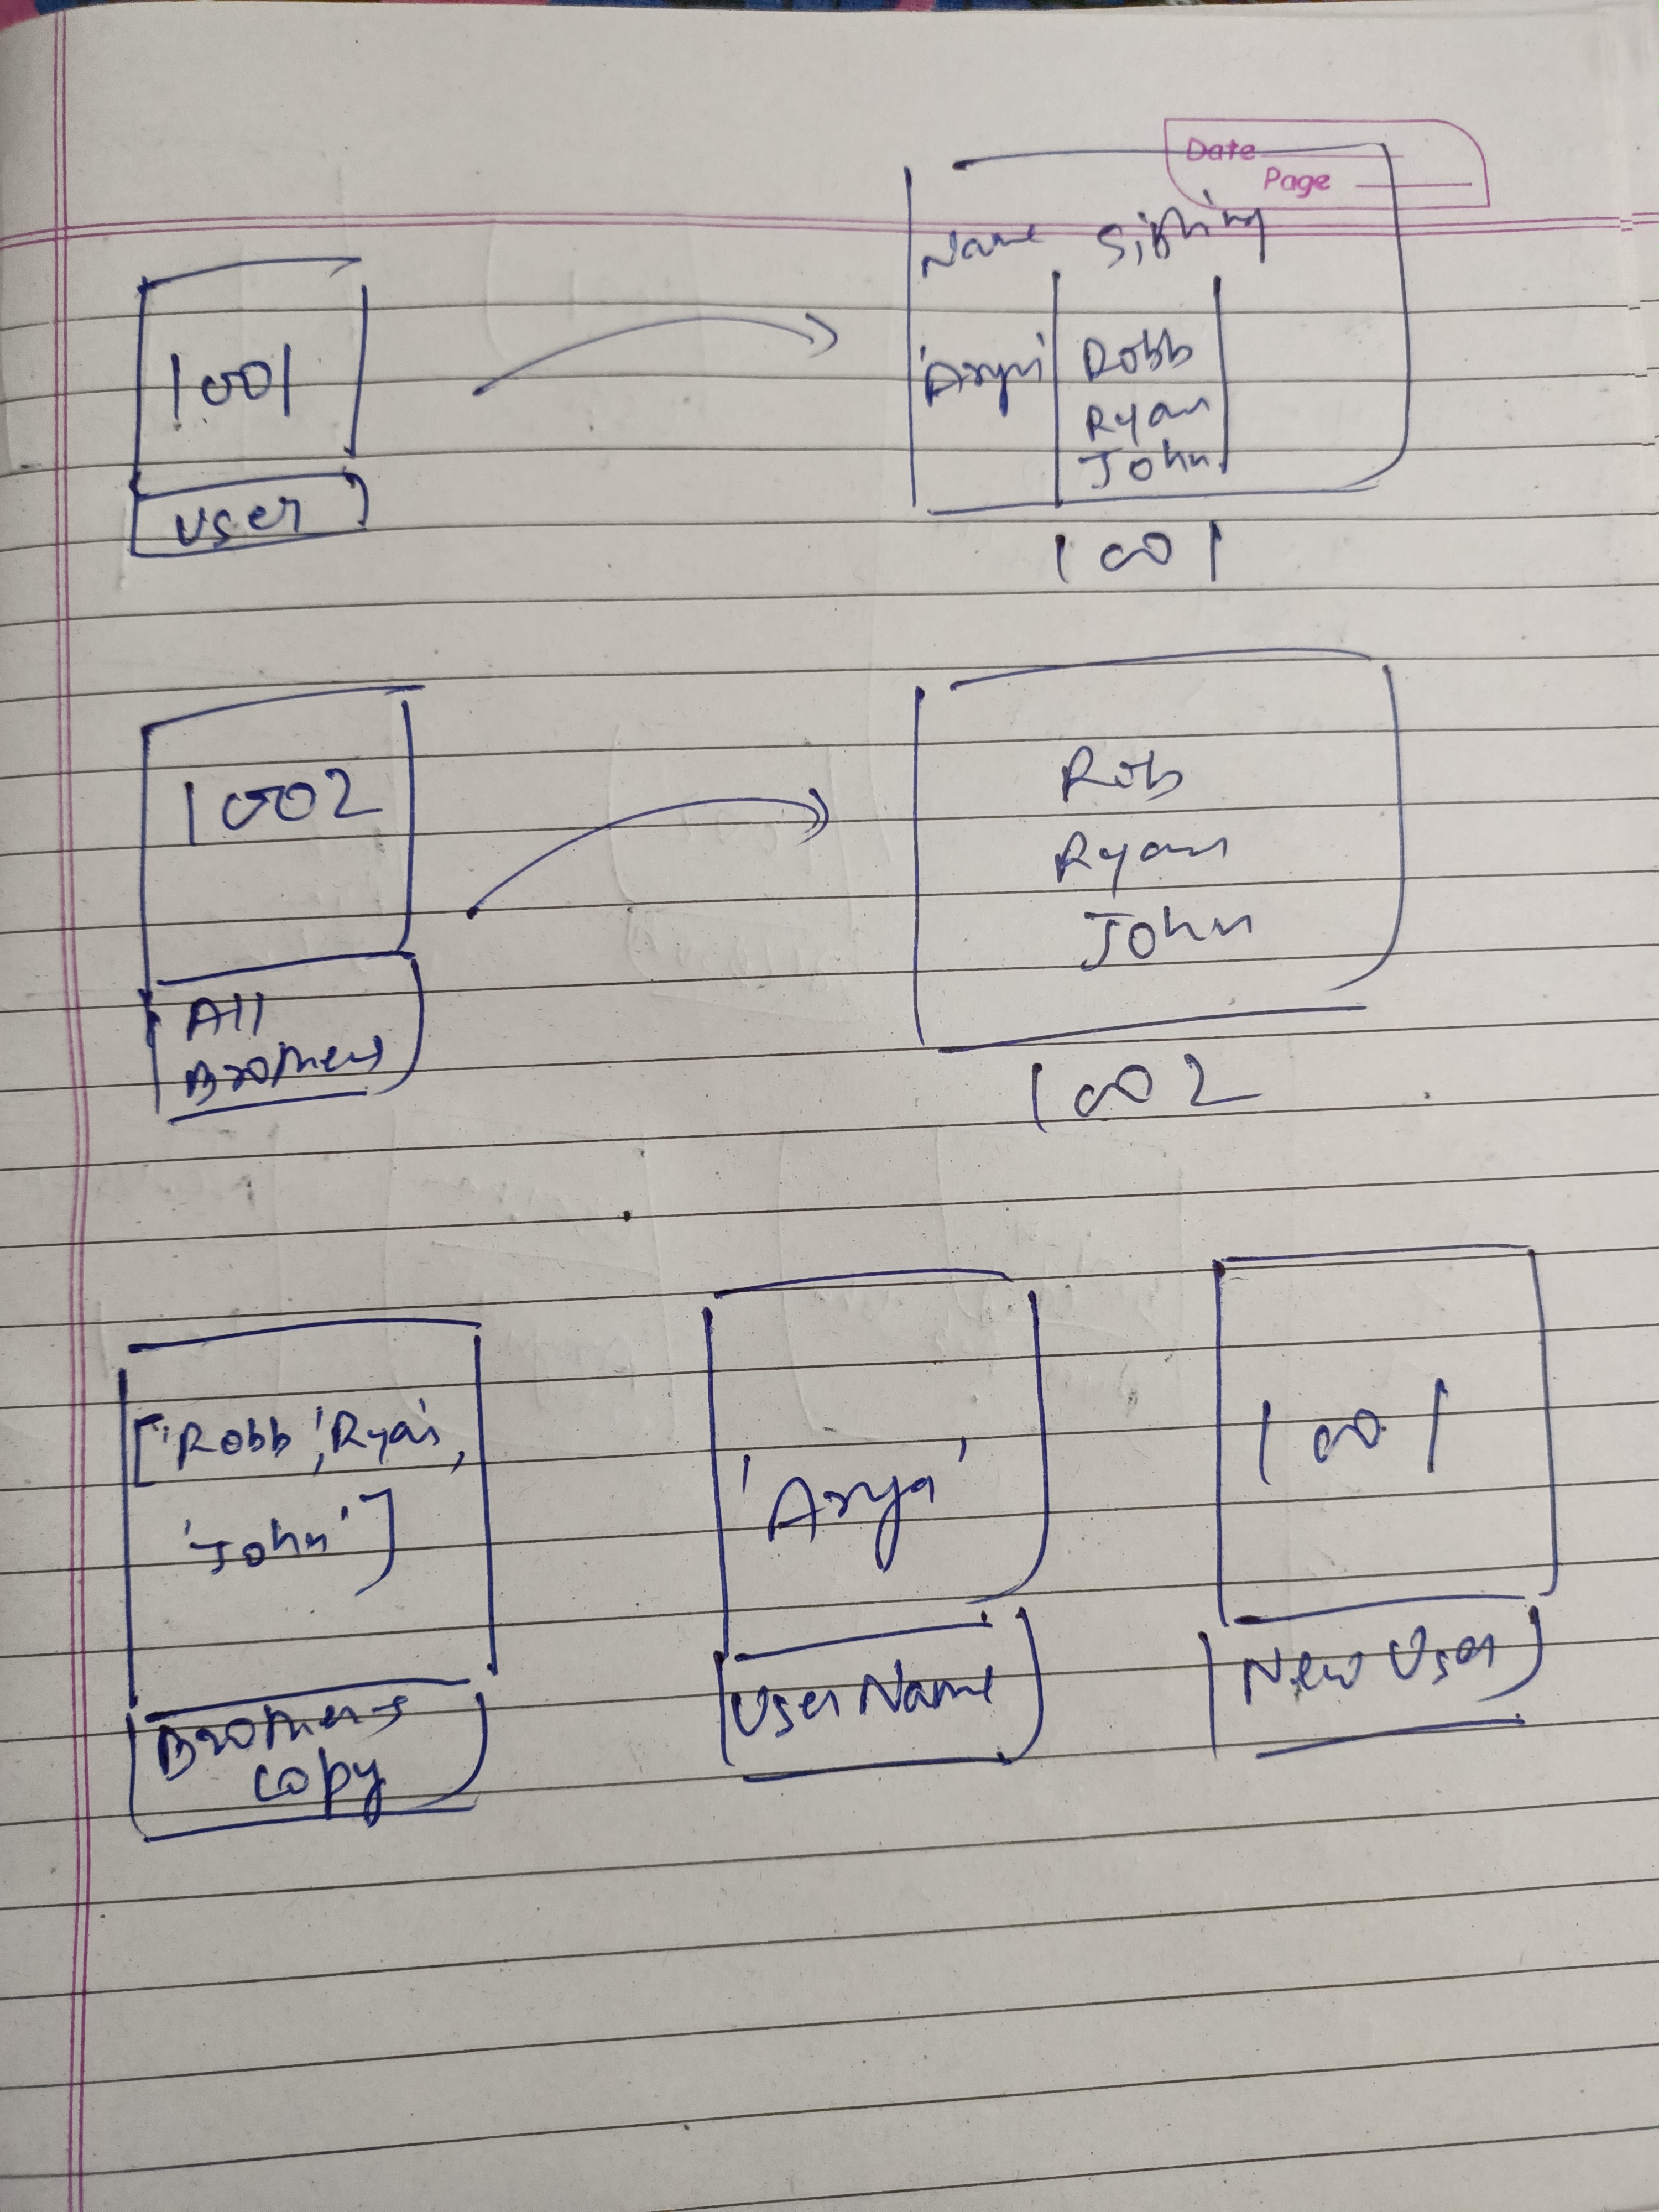 Date
Page
Name Sibling
1001
'Arya' Robb
Ryan
John
User
1001
1002
Rob
Ryan
John
All
Brothers
1002
['Robb', 'Ryan',
'John']
'Arya'
1001
Brothers
copy
User Name
New User